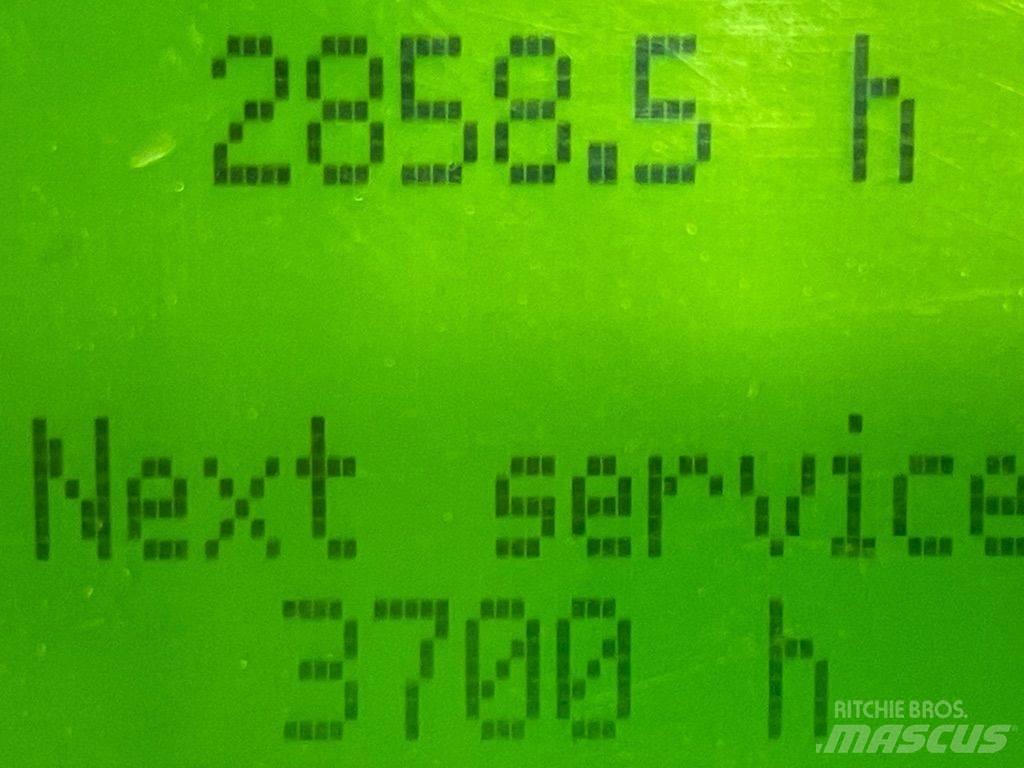 2858.5 h
Next service
3700 h
RITCHIE BROS.
MASCUS